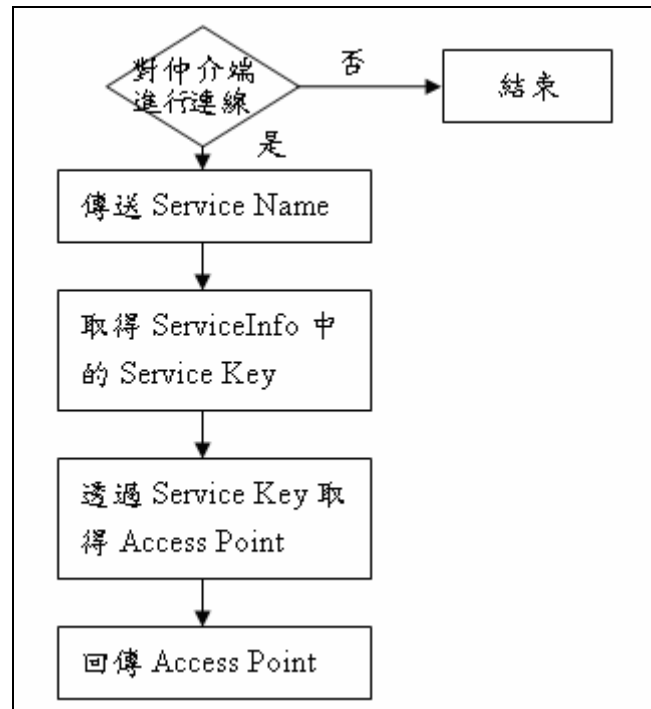 對仲介端
進行連線
否
結束
是
傳送 Service Name
取得 ServiceInfo 中
的 Service Key
透過 Service Key 取
得 Access Point
回傳 Access Point